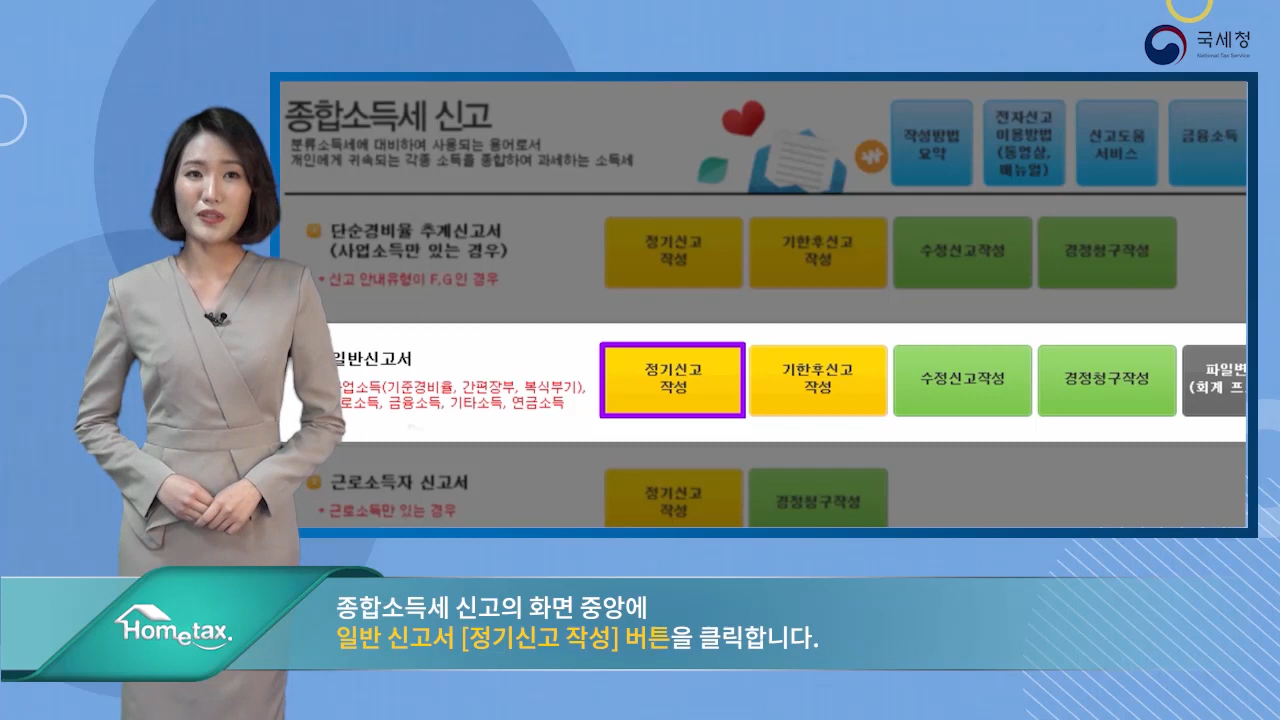 국세청
National Tax Service
종합소득세 신고
분류소득세에 대비하여 사용되는 용어로서
개인에게 귀속되는 각종 소득을 종합하여 과세하는 소득세
작성방법
요약
전자신고
이용방법
(동영상,
매뉴얼)
신고도움
서비스
금융소득
단순경비율 추계신고서
(사업소득만 있는 경우)
* 신고 안내유형이 F,G인 경우
정기신고
작성
기한후신고
작성
수정신고작성
경정청구작성
일반신고서
업소득(기준경비율, 간편장부, 복식부기),
로소득, 금융소득, 기타소득, 연금소득
정기신고
작성
기한후신고
작성
수정신고작성
경정청구작성
파일변
(회계 프
근로소득자 신고서
* 근로소득만 있는 경우
정기신고
작성
경정청구작성
Hometax.
종합소득세 신고의 화면 중앙에
일반 신고서 [정기신고 작성] 버튼을 클릭합니다.